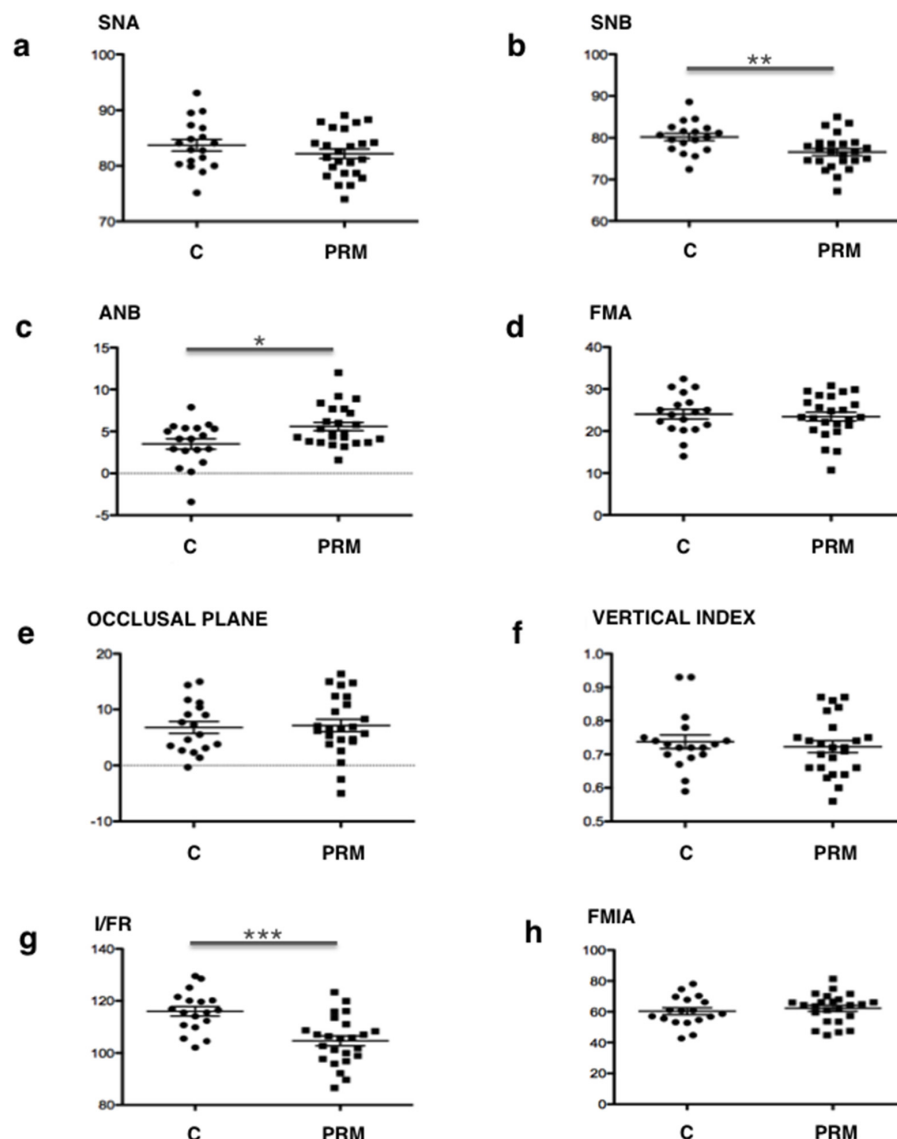 SNA
a
100
90
80
70
C PRM
SNB
b
**
100
90
80
70
60
C PRM
ANB
c
*
15
10
5
0
-5
C PRM
FMA
d
40
30
20
10
0
C PRM
OCCLUSAL PLANE
e
20
10
0
-10
C PRM
VERTICAL INDEX
f
1.0
0.9
0.8
0.7
0.6
0.5
C PRM
I/FR
g
***
140
120
100
80
C PRM
FMIA
h
100
80
60
40
20
0
C PRM